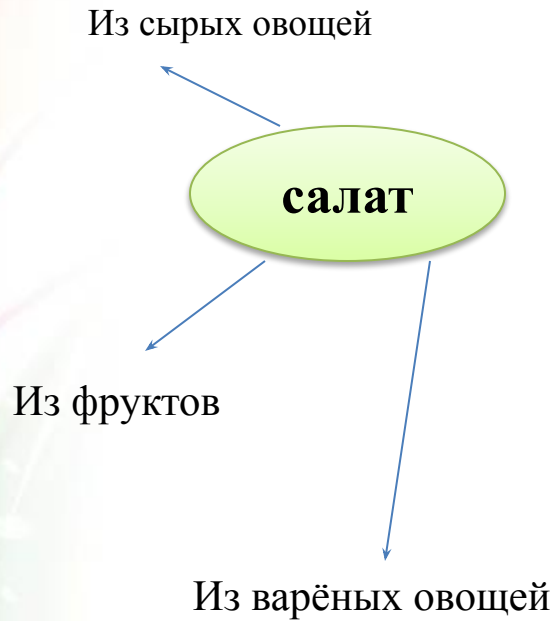 Из сырых овощей
салат
Из фруктов
Из варёных овощей